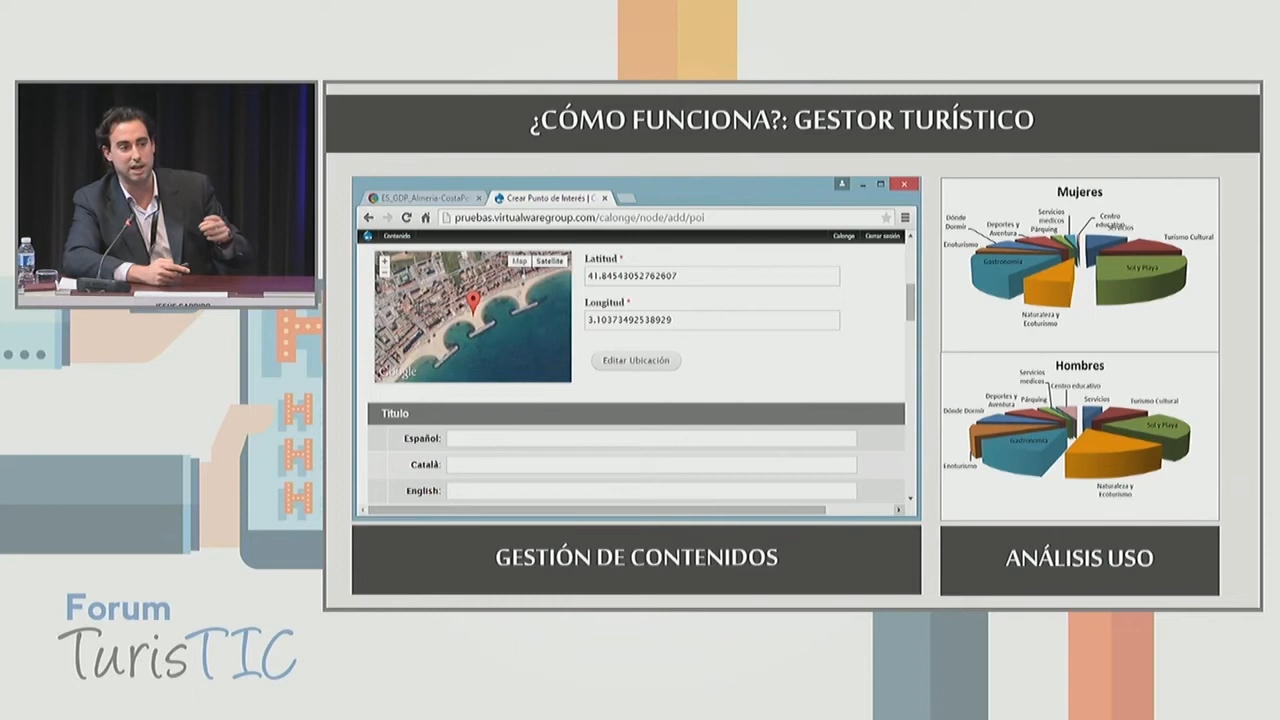 ¿CÓMO FUNCIONA?: GESTOR TURÍSTICO
Crear Punto de Interés | C
pruebas.virtualwaregroup.com/calonge/node/add/poi
Contenido
Calonge
Cerrar sesión
Map
Satellite
Google
Latitud *
41.84543052762607
Longitud *
3.10373492538929
Editar Ubicación
Título
Español:
Català:
English:
GESTIÓN DE CONTENIDOS
Mujeres
Dónde
Dormir
Deportes y
Aventura
Servicios
medicos
Párquing
Centro
educativo
Servicios
Turismo Cultural
Enoturismo
Gastronomía
Sol y Playa
Naturaleza y
Ecoturismo
Hombres
Servicios
medicos
Centro educativo
Deportes y
Aventura
Párquing
Servicios
Turismo Cultural
Dónde Dormir
Sol y Playa
Gastronomía
Enoturismo
Naturaleza y
Ecoturismo
ANÁLISIS USO
Forum
TurisTIC